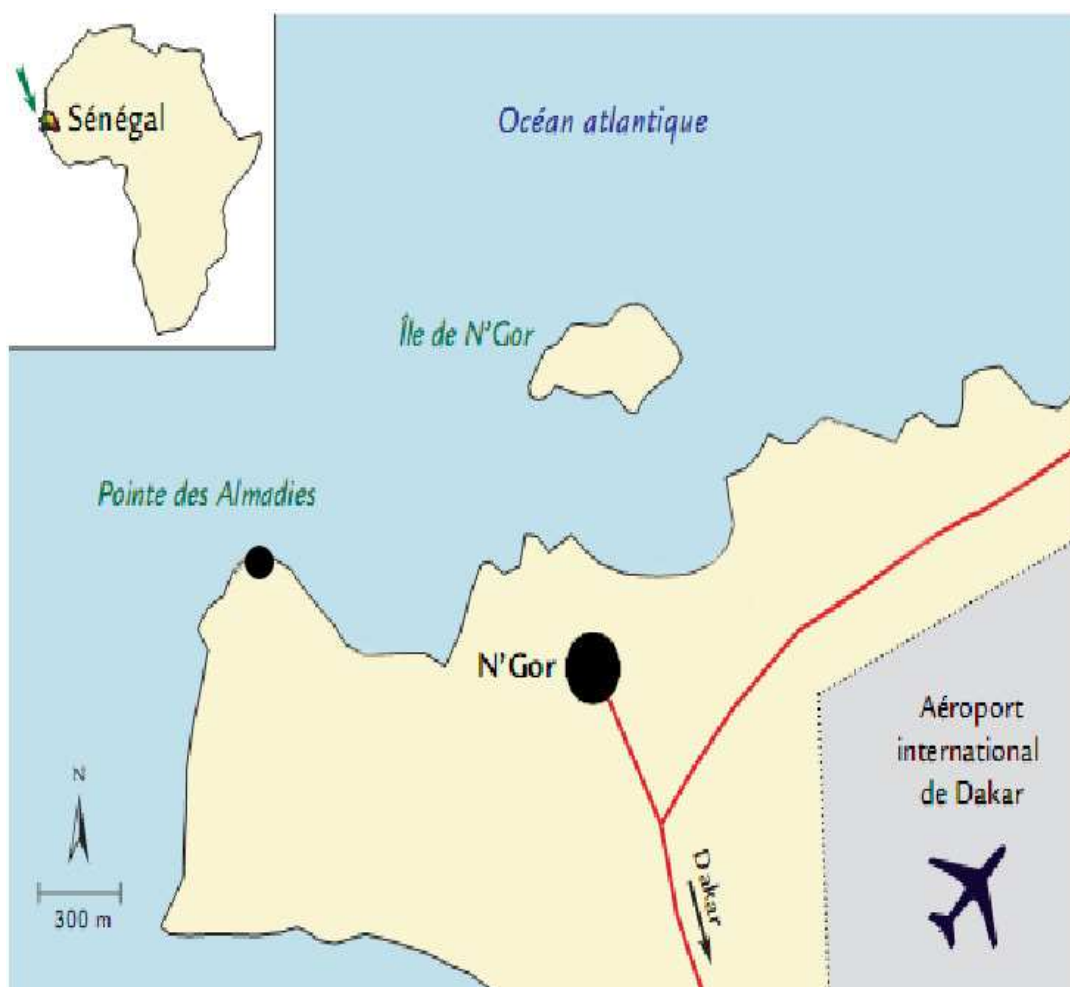 Sénégal
Océan atlantique
Île de N'Gor
Pointe des Almadies
N'Gor
Aéroport
international
de Dakar
N
300 m
Dakar